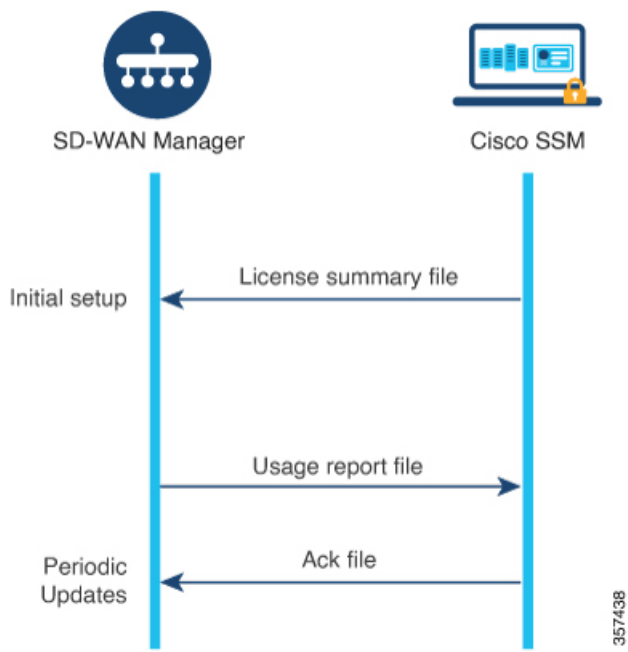 SD-WAN Manager
Cisco SSM
License summary file
Initial setup
Usage report file
Ack file
Periodic
Updates
357438